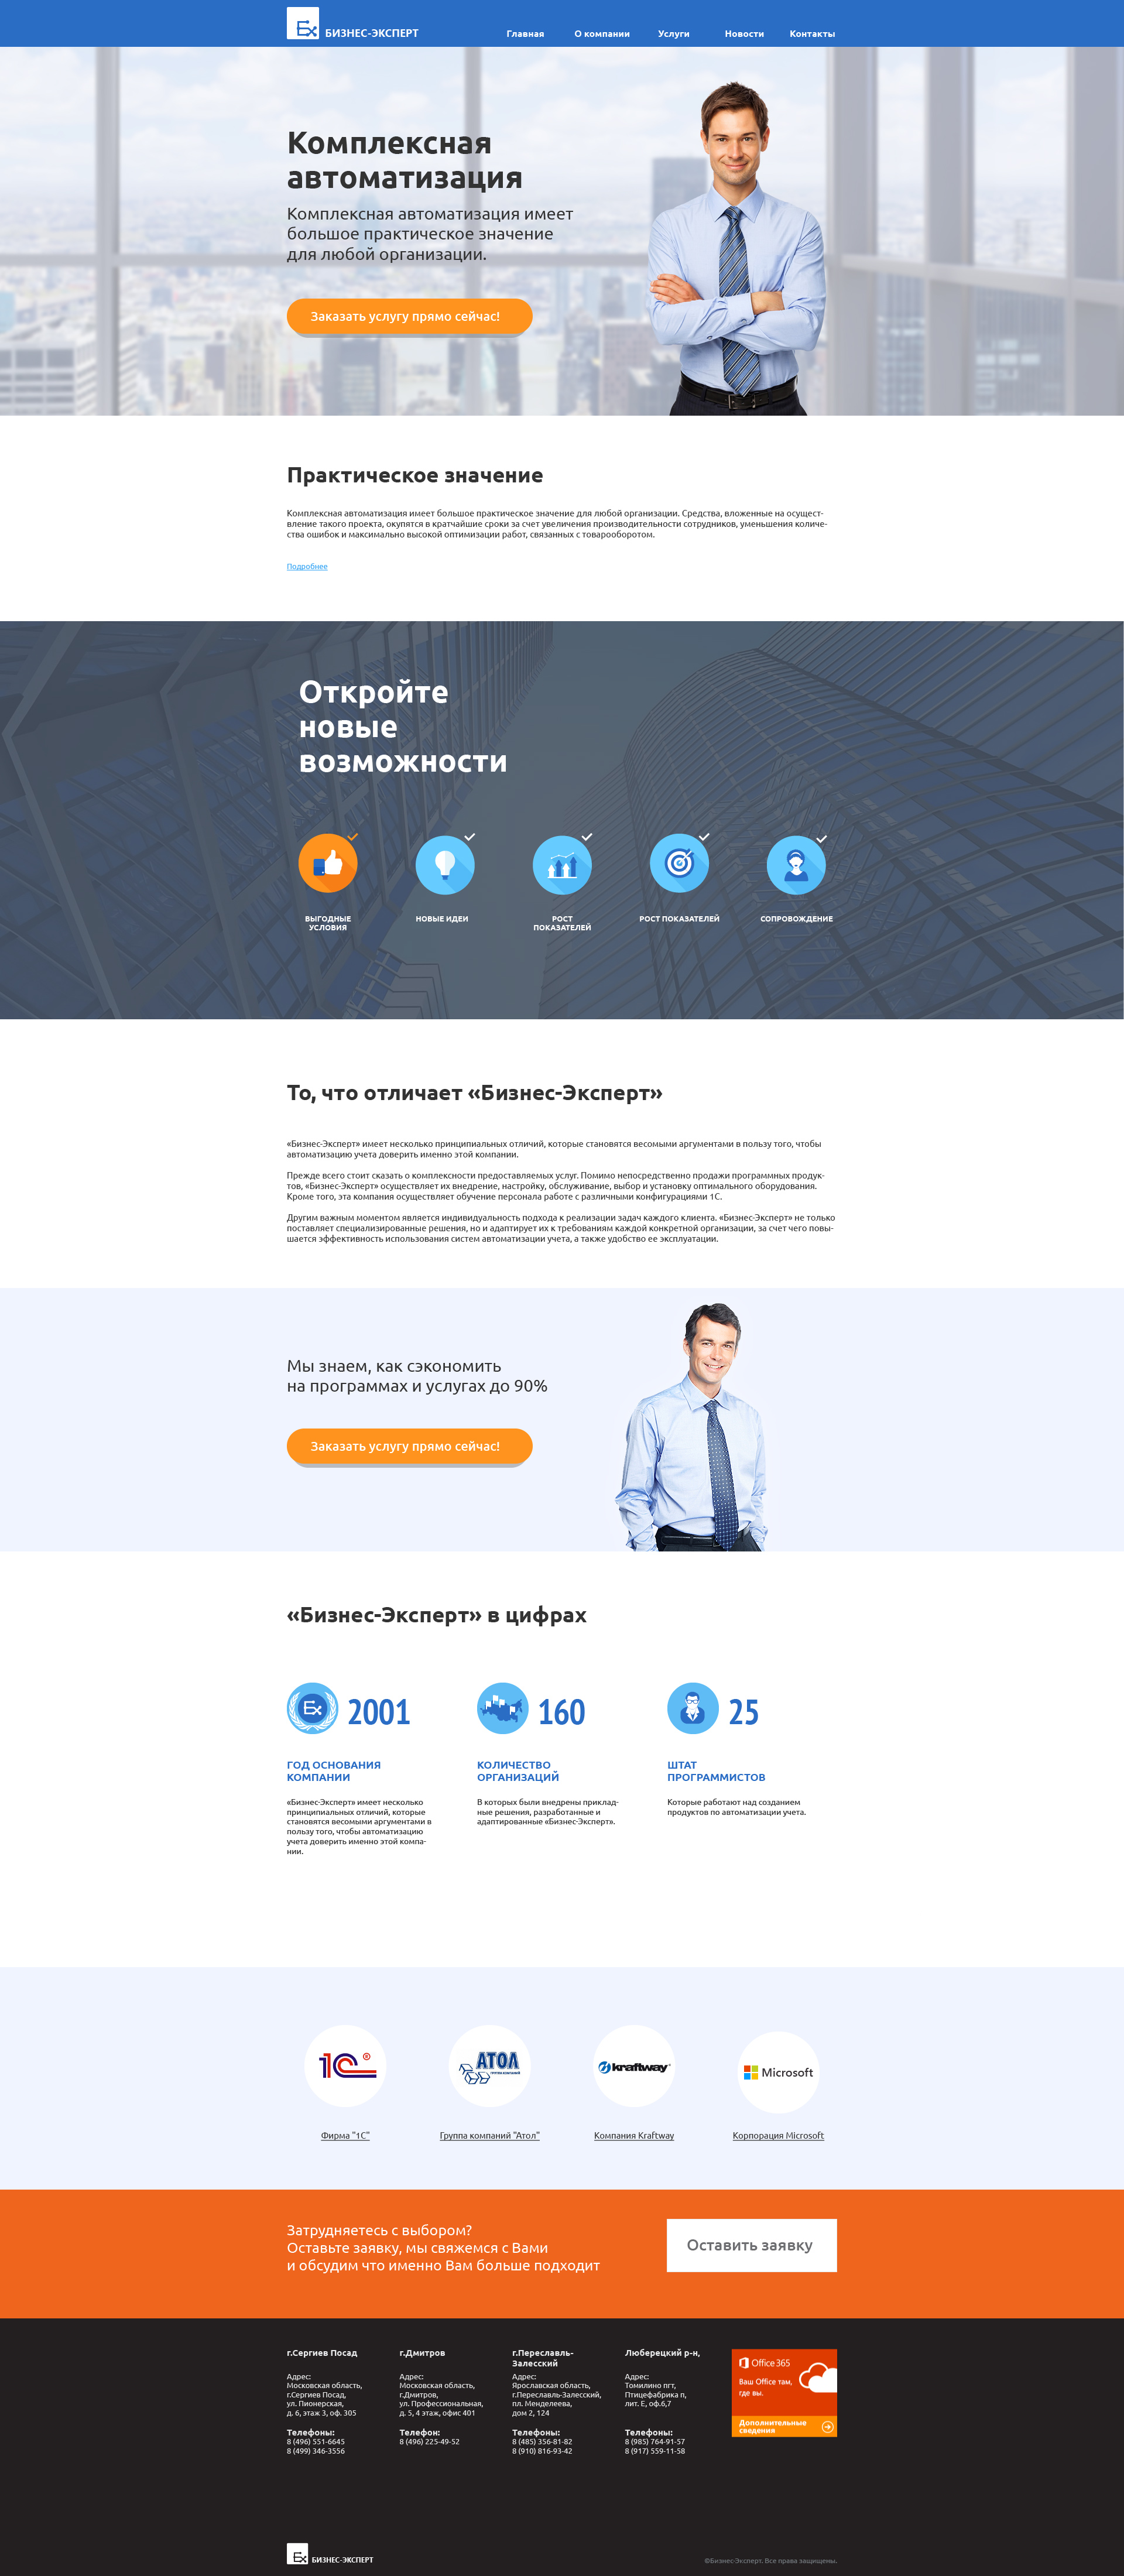 Ex БИЗНЕС-ЭКСПЕРТ
Главная О компании Услуги Новости Контакты
Комплексная
автоматизация
Комплексная автоматизация имеет
большое практическое значение
для любой организации.
Заказать услугу прямо сейчас!
Практическое значение
Комплексная автоматизация имеет большое практическое значение для любой организации. Средства, вложенные на осущест-
вление такого проекта, окупятся в кратчайшие сроки за счет увеличения производительности сотрудников, уменьшения количе-
ства ошибок и максимально высокой оптимизации работ, связанных с товарооборотом.
Подробнее
Откройте
новые
возможности
ВЫГОДНЫЕ
УСЛОВИЯ
НОВЫЕ ИДЕИ
РОСТ
ПОКАЗАТЕЛЕЙ
РОСТ ПОКАЗАТЕЛЕЙ
СОПРОВОЖДЕНИЕ
То, что отличает «Бизнес-Эксперт»
«Бизнес-Эксперт» имеет несколько принципиальных отличий, которые становятся весомыми аргументами в пользу того, чтобы
автоматизацию учета доверить именно этой компании.
Прежде всего стоит сказать о комплексности предоставляемых услуг. Помимо непосредственно продажи программных продук-
тов, «Бизнес-Эксперт» осуществляет их внедрение, настройку, обслуживание, выбор и установку оптимального оборудования.
Кроме того, эта компания осуществляет обучение персонала работе с различными конфигурациями 1С.
Другим важным моментом является индивидуальность подхода к реализации задач каждого клиента. «Бизнес-Эксперт» не только
поставляет специализированные решения, но и адаптирует их к требованиям каждой конкретной организации, за счет чего повы-
шается эффективность использования систем автоматизации учета, а также удобство ее эксплуатации.
Мы знаем, как сэкономить
на программах и услугах до 90%
Заказать услугу прямо сейчас!
«Бизнес-Эксперт» в цифрах
Ex 2001
ГОД ОСНОВАНИЯ
КОМПАНИИ
«Бизнес-Эксперт» имеет несколько
принципиальных отличий, которые
становятся весомыми аргументами в
пользу того, чтобы автоматизацию
учета доверить именно этой компа-
нии.
160
КОЛИЧЕСТВО
ОРГАНИЗАЦИЙ
В которых были внедрены приклад-
ные решения, разработанные и
адаптированные «Бизнес-Эксперт».
25
ШТАТ
ПРОГРАММИСТОВ
Которые работают над созданием
продуктов по автоматизации учета.
1С®
АТОЛ
ГРУППА КОМПАНИЙ
kraftway®
Microsoft
Фирма "1С"
Группа компаний "Атол"
Компания Kraftway
Корпорация Microsoft
Затрудняетесь с выбором?
Оставьте заявку, мы свяжемся с Вами
и обсудим что именно Вам больше подходит
Оставить заявку
г.Сергиев Посад
Адрес:
Московская область,
г.Сергиев Посад,
ул. Пионерская,
д. 6, этаж 3, оф. 305
Телефоны:
8 (496) 551-6645
8 (499) 346-3556
г.Дмитров
Адрес:
Московская область,
г.Дмитров,
ул. Профессиональная,
д. 5, 4 этаж, офис 401
Телефон:
8 (496) 225-49-52
г.Переславль-
Залесский
Адрес:
Ярославская область,
г.Переславль-Залесский,
пл. Менделеева,
дом 2, 124
Телефоны:
8 (485) 356-81-82
8 (910) 816-93-42
Люберецкий р-н,
Адрес:
Томилино пгт,
Птицефабрика п,
лит. Е, оф.6,7
Телефоны:
8 (985) 764-91-57
8 (917) 559-11-58
Office 365
Ваш Office там,
где вы.
Дополнительные
сведения
Ex БИЗНЕС-ЭКСПЕРТ
©Бизнес-Эксперт. Все права защищены.